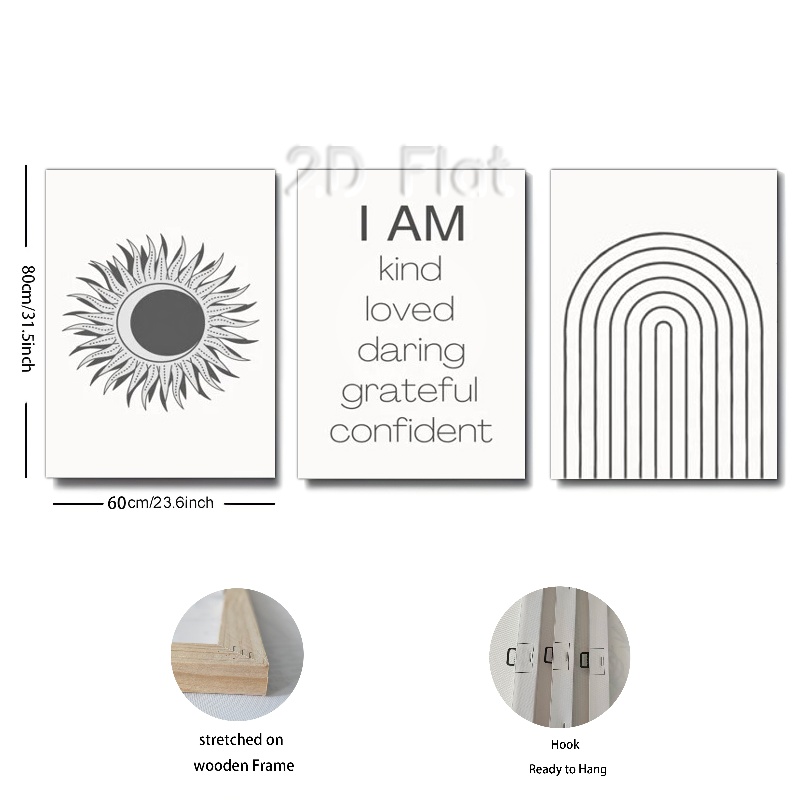 2D Flat
I AM
kind
loved
daring
grateful
confident
80cm/31.5inch
60cm/23.6inch
stretched on
wooden Frame
Hook
Ready to Hang